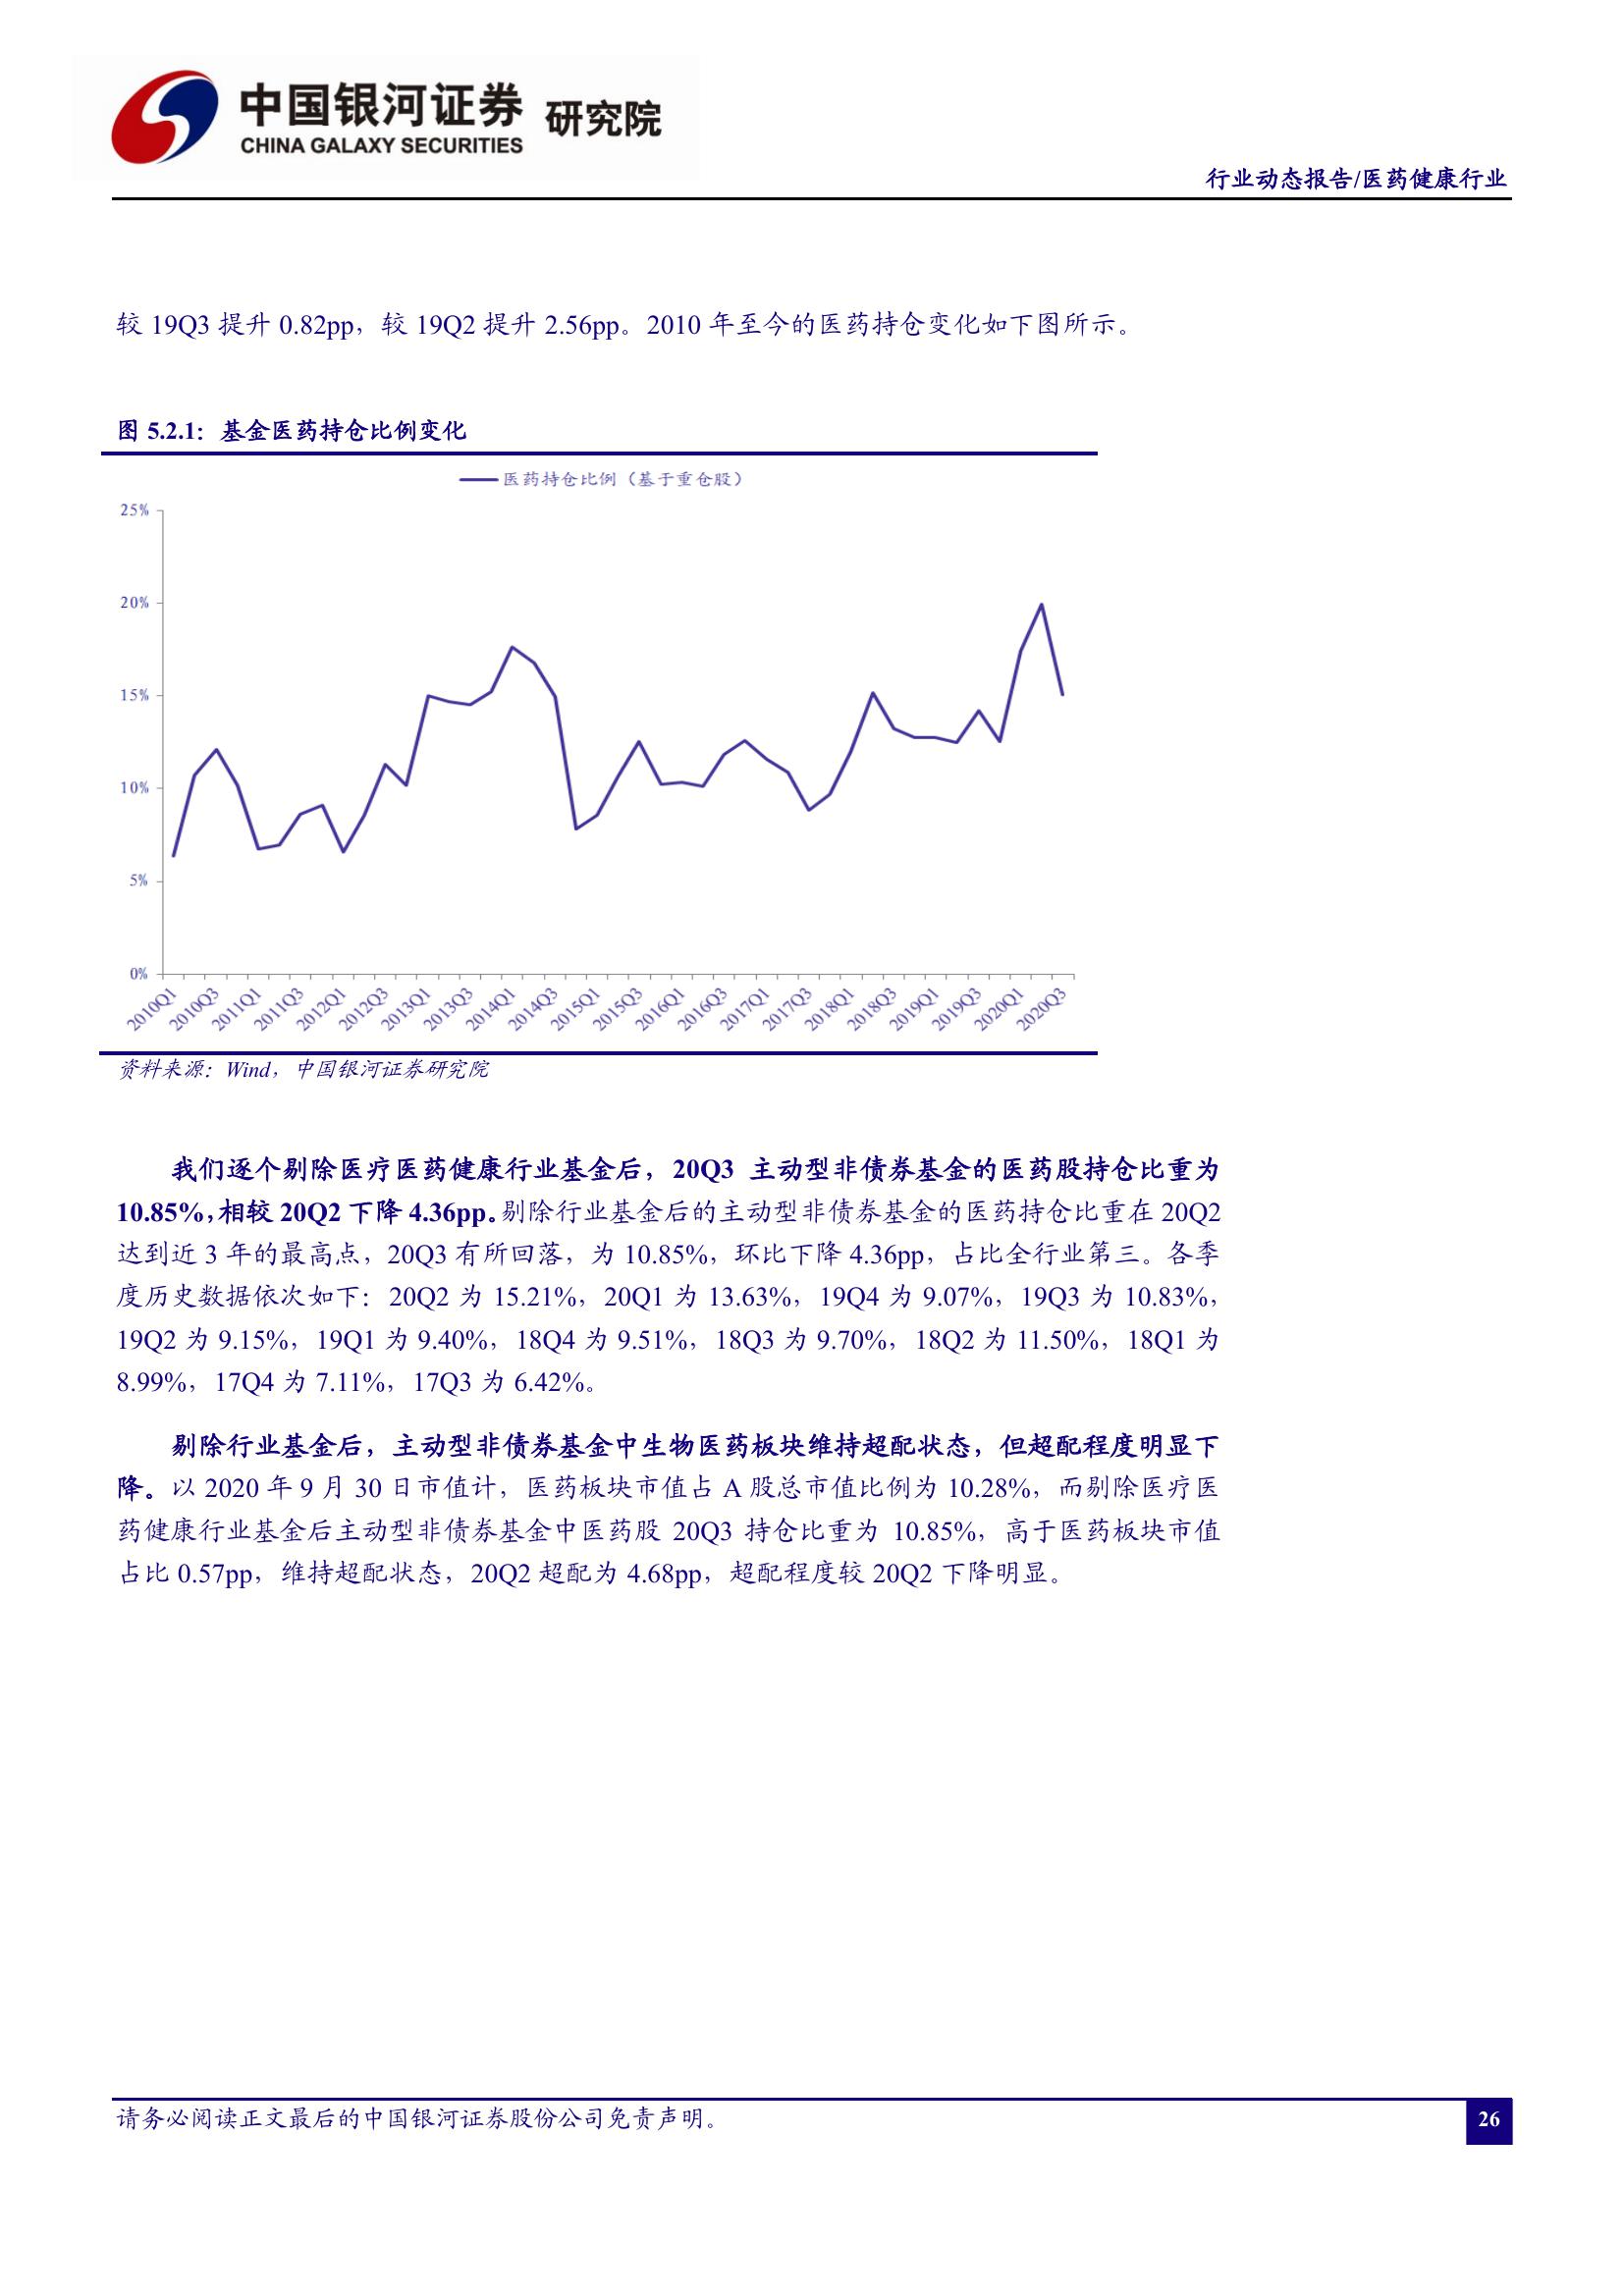 中国银河证券 研究院
CHINA GALAXY SECURITIES
行业动态报告/医药健康行业
较 19Q3 提升 0.82pp，较 19Q2 提升 2.56pp。2010 年至今的医药持仓变化如下图所示。
图 5.2.1：基金医药持仓比例变化
医药持仓比例（基于重仓股）
25%
20%
15%
10%
5%
0%
2010Q1 2010Q3 2011Q1 2011Q3 2012Q1 2012Q3 2013Q1 2013Q3 2014Q1 2014Q3 2015Q1 2015Q3 2016Q1 2016Q3 2017Q1 2017Q3 2018Q1 2018Q3 2019Q1 2019Q3 2020Q1 2020Q3
资料来源：Wind，中国银河证券研究院
我们逐个剔除医疗医药健康行业基金后，20Q3 主动型非债券基金的医药股持仓比重为
10.85%，相较 20Q2 下降 4.36pp。剔除行业基金后的主动型非债券基金的医药持仓比重在 20Q2
达到近 3 年的最高点，20Q3 有所回落，为 10.85%，环比下降 4.36pp，占比全行业第三。各季
度历史数据依次如下：20Q2 为 15.21%，20Q1 为 13.63%，19Q4 为 9.07%，19Q3 为 10.83%，
19Q2 为 9.15%，19Q1 为 9.40%，18Q4 为 9.51%，18Q3 为 9.70%，18Q2 为 11.50%，18Q1 为
8.99%，17Q4 为 7.11%，17Q3 为 6.42%。
剔除行业基金后，主动型非债券基金中生物医药板块维持超配状态，但超配程度明显下
降。以 2020 年 9 月 30 日市值计，医药板块市值占 A 股总市值比例为 10.28%，而剔除医疗医
药健康行业基金后主动型非债券基金中医药股 20Q3 持仓比重为 10.85%，高于医药板块市值
占比 0.57pp，维持超配状态，20Q2 超配为 4.68pp，超配程度较 20Q2 下降明显。
请务必阅读正文最后的中国银河证券股份公司免责声明。
26